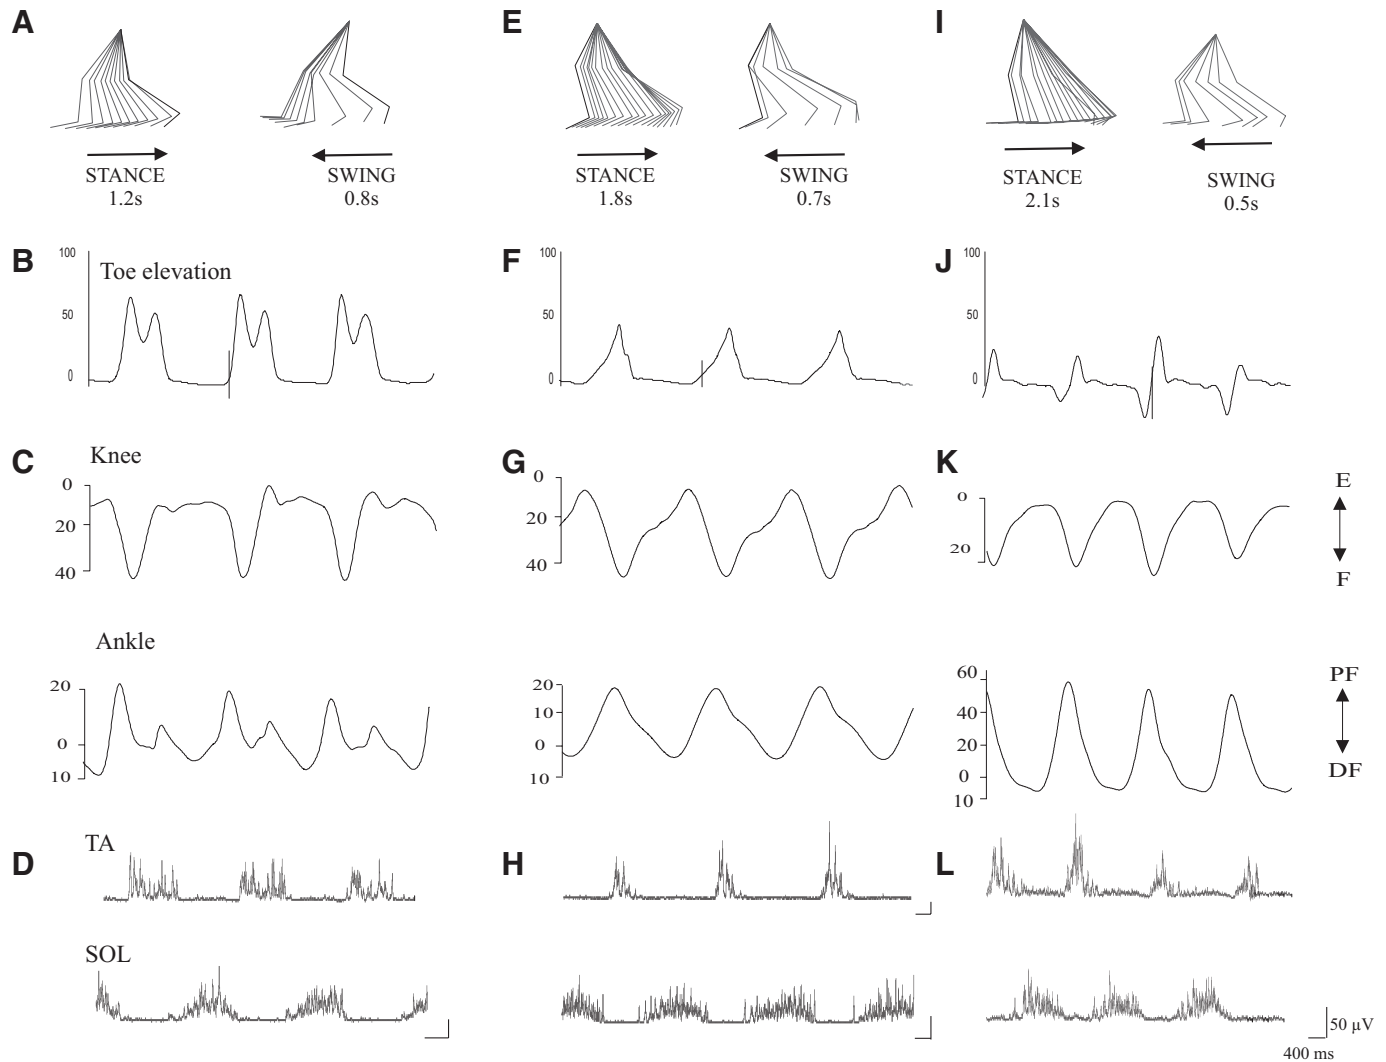 A
E
I
STANCE
1.2s
SWING
0.8s
STANCE
1.8s
SWING
0.7s
STANCE
2.1s
SWING
0.5s
B
100
Toe elevation
50
0
F
100
50
0
J
100
50
0
C
Knee
0
20
40
G
0
20
40
K
0
20
E
F
Ankle
20
0
10
20
10
0
10
60
40
20
0
10
PF
DF
D
TA
SOL
H
L
50 µV
400 ms